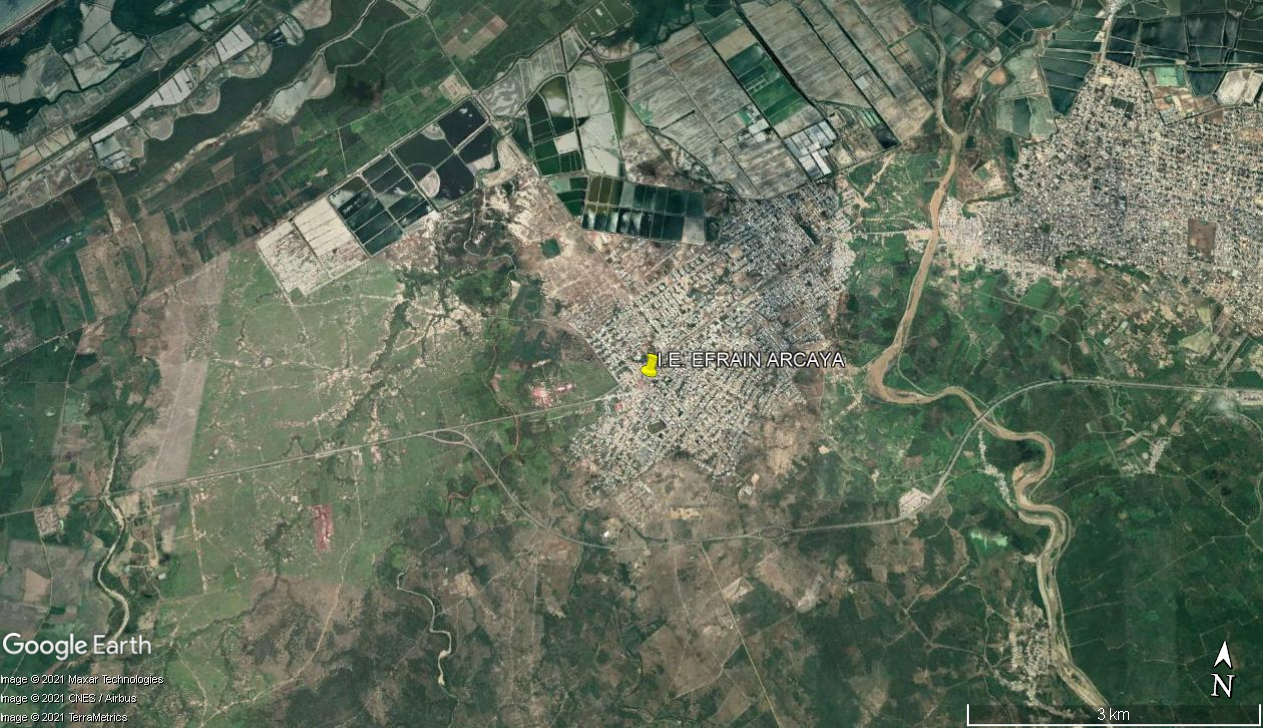 I.E. EFRAIN ARCAYA
Google Earth
Image © 2021 Maxar Technologies
Image © 2021 CNES / Airbus
Image © 2021 TerraMetrics
N
3 km